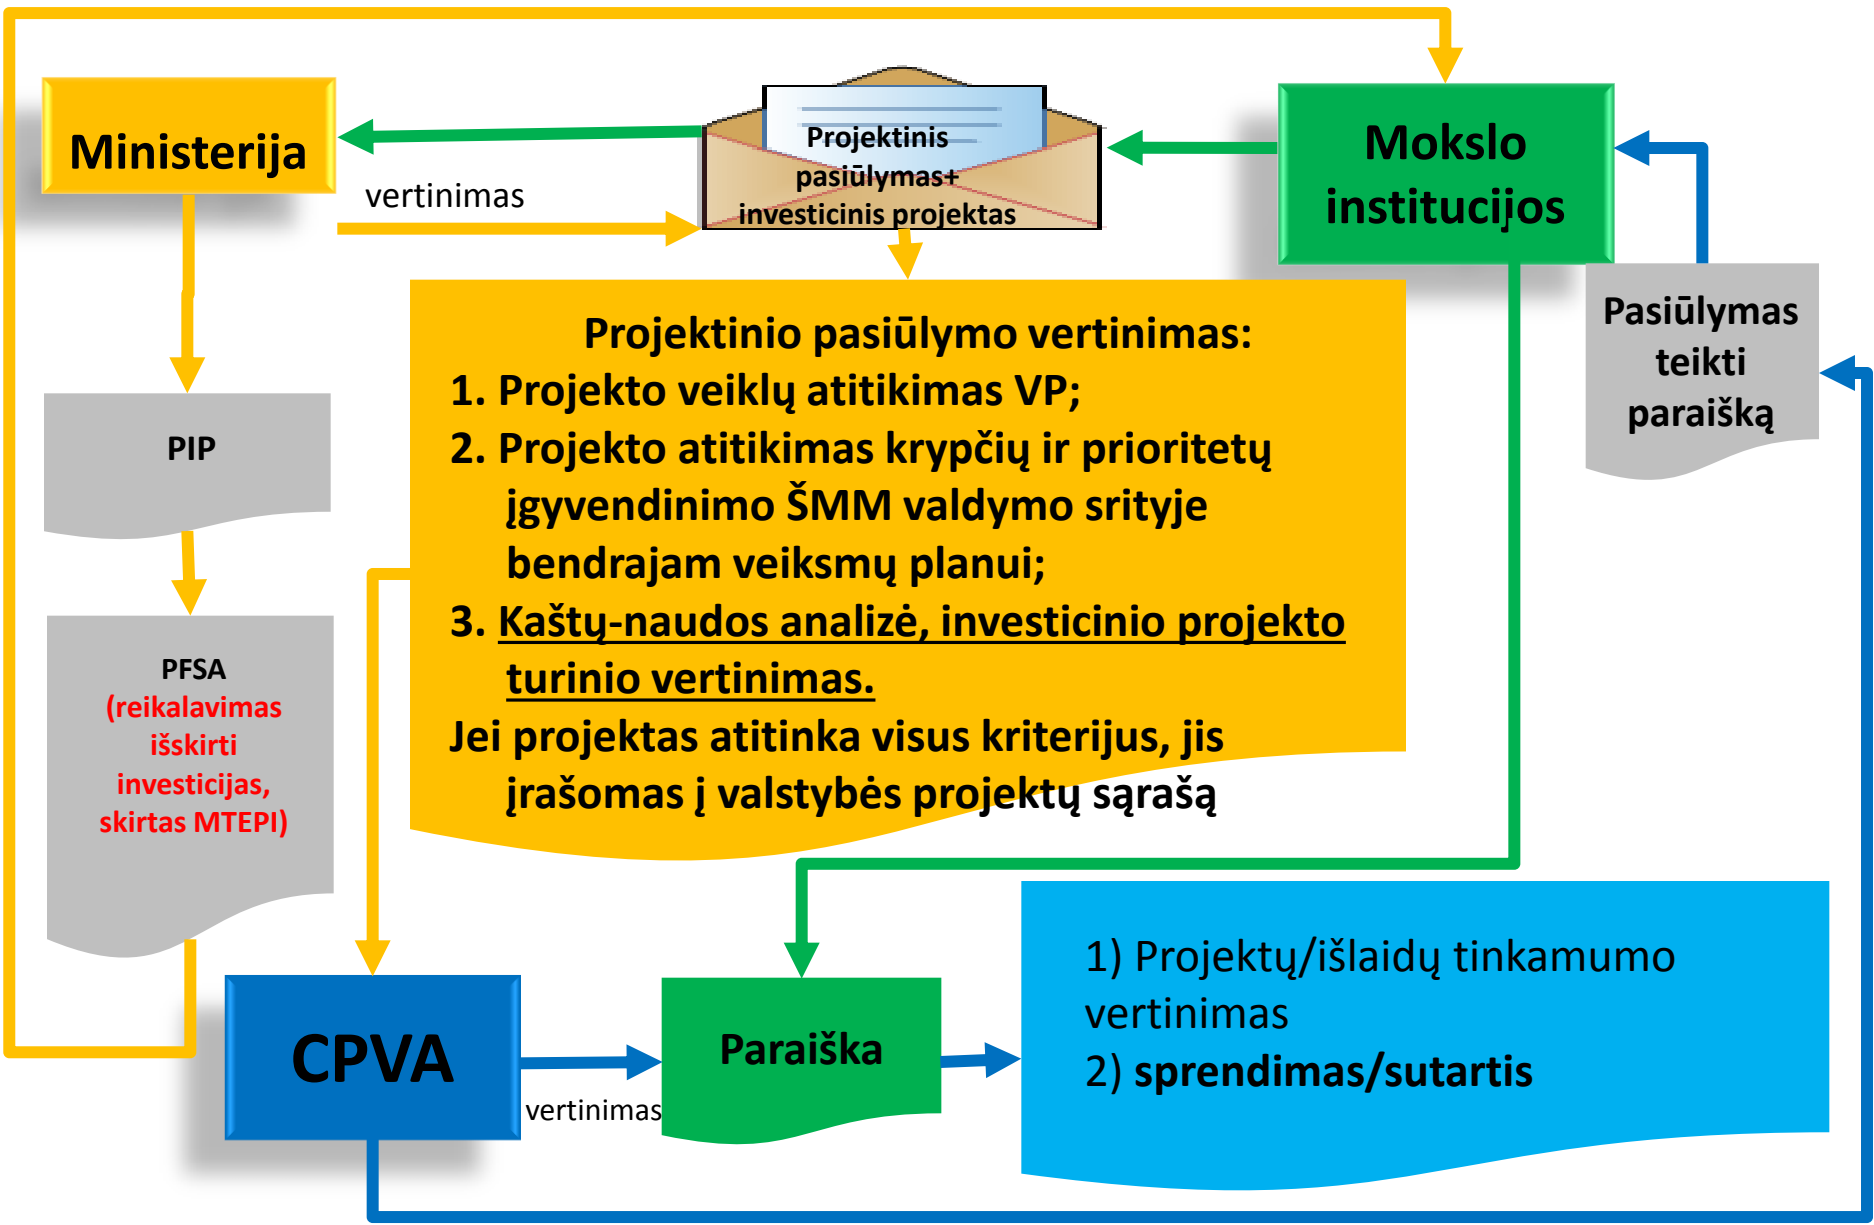 Ministerija
vertinimas
Projektinis
pasiūlymas+
investicinis projektas
Mokslo
institucijos
Pasiūlymas
teikti
paraišką
PIP
PFSA
(reikalavimas
išskirti
investicijas,
skirtas MTEPI)
Projektinio pasiūlymo vertinimas:
1. Projekto veiklų atitikimas VP;
2. Projekto atitikimas krypčių ir prioritetų
įgyvendinimo ŠMM valdymo srityje
bendrajam veiksmų planui;
3. Kaštų-naudos analizė, investicinio projekto
turinio vertinimas.
Jei projektas atitinka visus kriterijus, jis
įrašomas į valstybės projektų sąrašą
CPVA
vertinimas
Paraiška
1) Projektų/išlaidų tinkamumo
vertinimas
2) sprendimas/sutartis